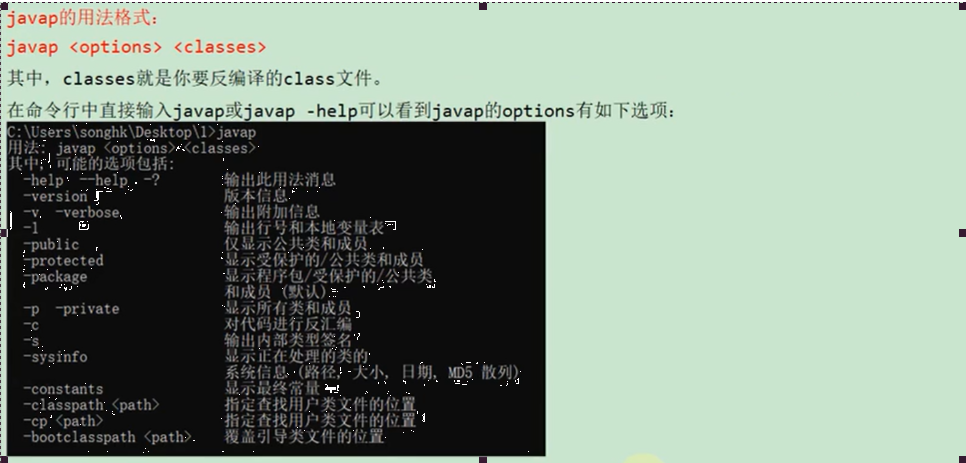 javap的用法格式：
javap <options> <classes>
其中，classes就是你要反编译的class文件。
在命令行中直接输入javap或javap -help可以看到javap的options有如下选项：
C:\Users\songhk\Desktop\1>javap
用法: javap <options> <classes>
其中, 可能的选项包括:
-help --help -? 输出此用法消息
-version 版本信息
-v -verbose 输出附加信息
-l 输出行号和本地变量表
-public 仅显示公共类和成员
-protected 显示受保护的/公共类和成员
-package 显示程序包/受保护的/公共类
和成员 (默认)
-p -private 显示所有类和成员
-c 对代码进行反汇编
-s 输出内部类型签名
-sysinfo 显示正在处理的类的
系统信息 (路径, 大小, 日期, MD5 散列)
-constants 显示最终常量
-classpath <path> 指定查找用户类文件的位置
-cp <path> 指定查找用户类文件的位置
-bootclasspath <path> 覆盖引导类文件的位置